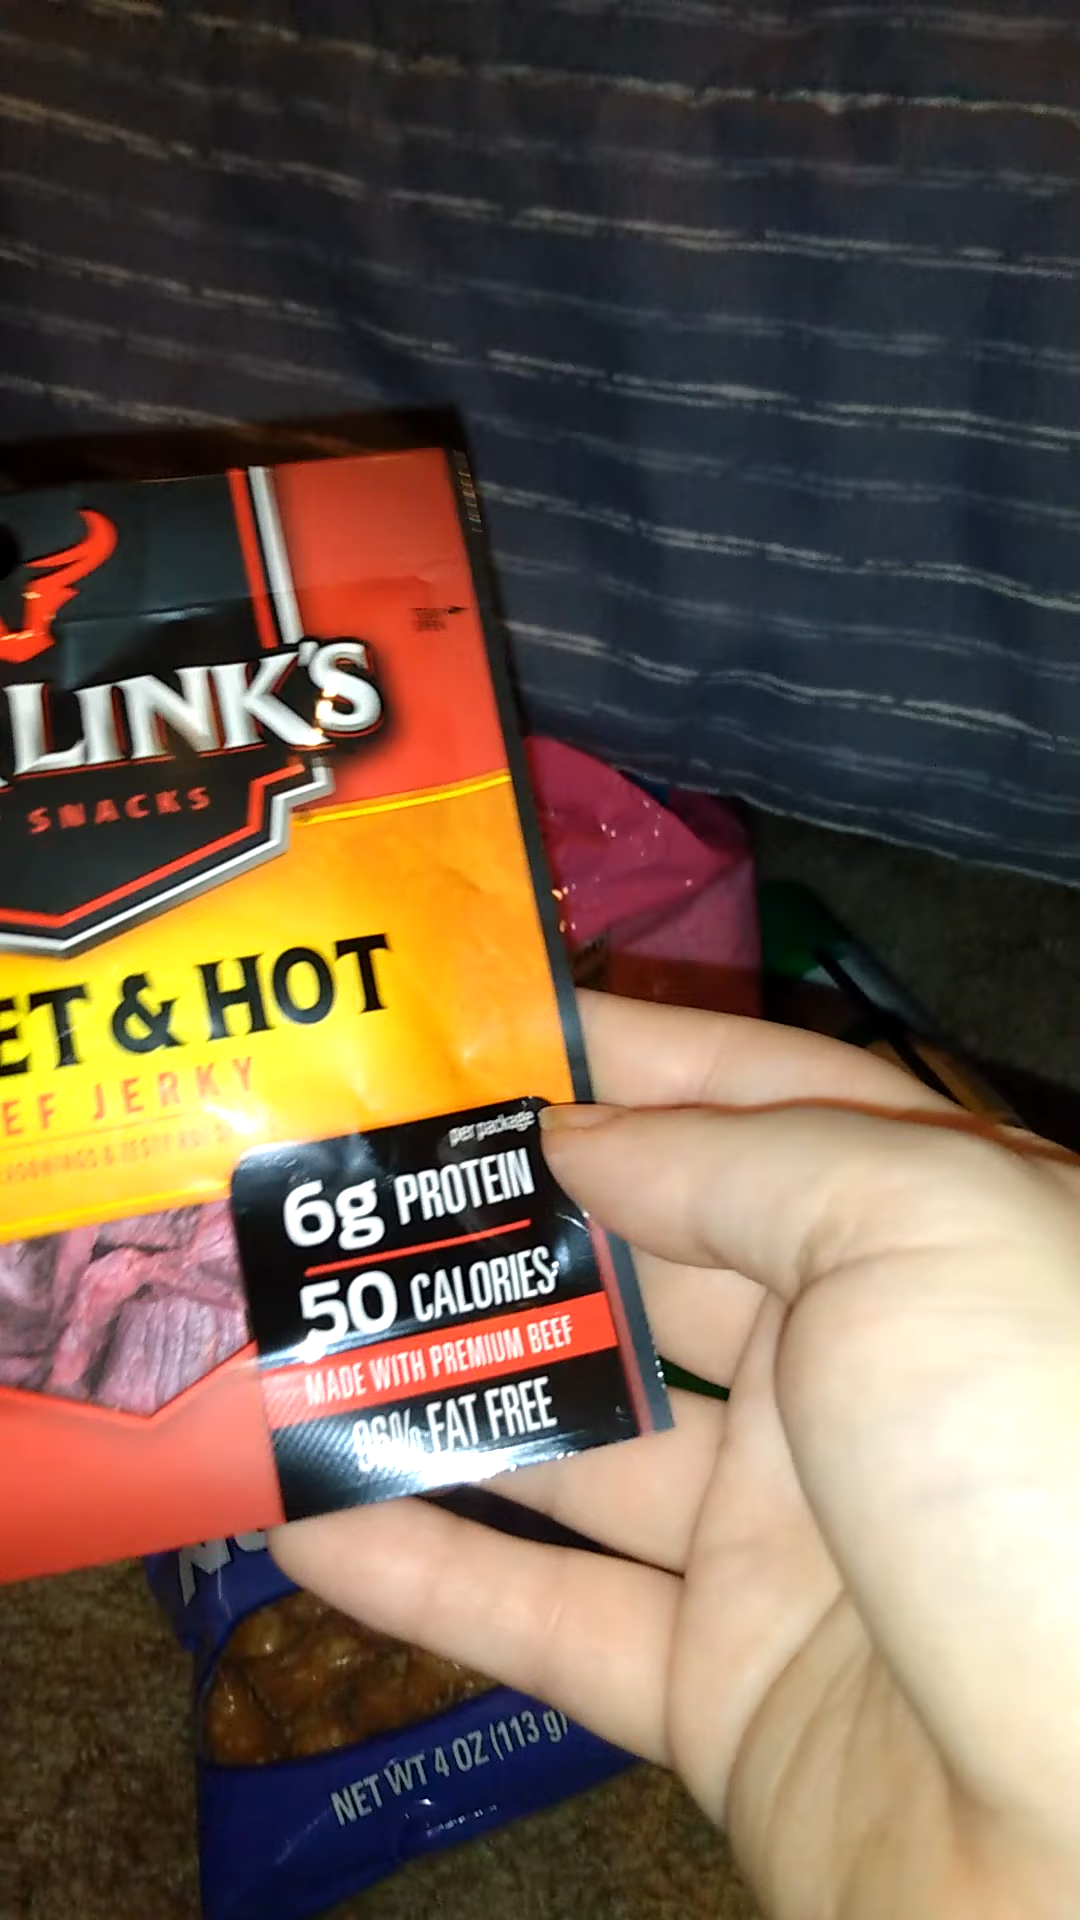 LINK'S
SNACKS
ET & HOT
EF JERKY
per package
6g PROTEIN
50 CALORIES
MADE WITH PREMIUM BEEF
96% FAT FREE
NET WT 4 OZ (113 g)